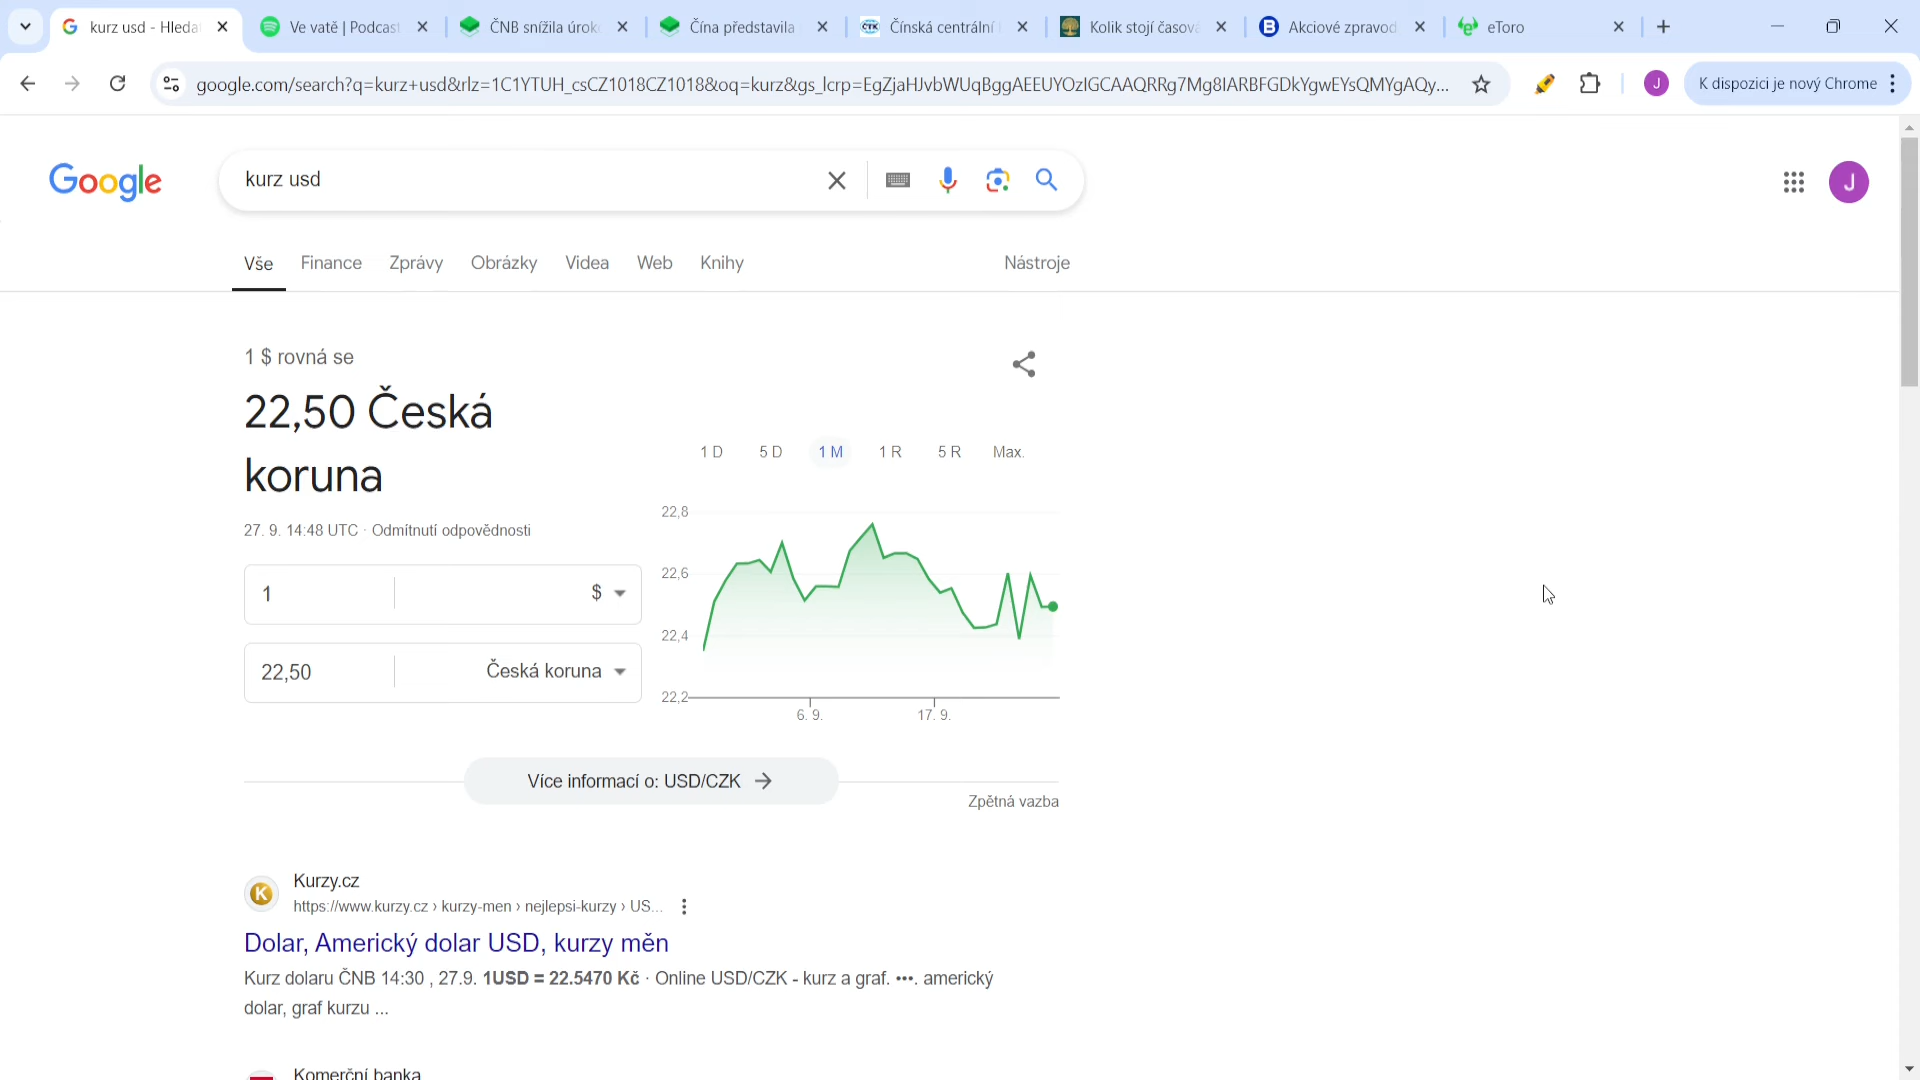 kurz usd - Hleda
Ve vatě | Podcast
ČNB snížila úrok
Čína představila
ČTK
Čínská centrální
Kolik stojí časov
B
Akciové zpravod
eToro
google.com/search?q=kurz+usd&rlz=1C1YTUH_csCZ1018CZ1018&oq=kurz&gs_lcrp=EgZjaHJvbWUqBggAEEUYOzIGCAAQRRg7Mg8IARBFGDkYgwEYsQMYgAQy...
J
K dispozici je nový Chrome
Google
kurz usd
J
Vše
Finance
Zprávy
Obrázky
Videa
Web
Knihy
Nástroje
1 $ rovná se
22,50 Česká
koruna
27. 9. 14:48 UTC · Odmítnutí odpovědnosti
1
$
22,50
Česká koruna
1 D
5 D
1 M
1 R
5 R
Max.
22,8
22,6
22,4
22,2
6. 9.
17. 9.
Více informací o: USD/CZK
Zpětná vazba
K
Kurzy.cz
https://www.kurzy.cz › kurzy-men › nejlepsi-kurzy › US...
Dolar, Americký dolar USD, kurzy měn
Kurz dolaru ČNB 14:30 , 27.9. 1USD = 22.5470 Kč · Online USD/CZK - kurz a graf. •••. americký
dolar, graf kurzu ...
Komerční banka